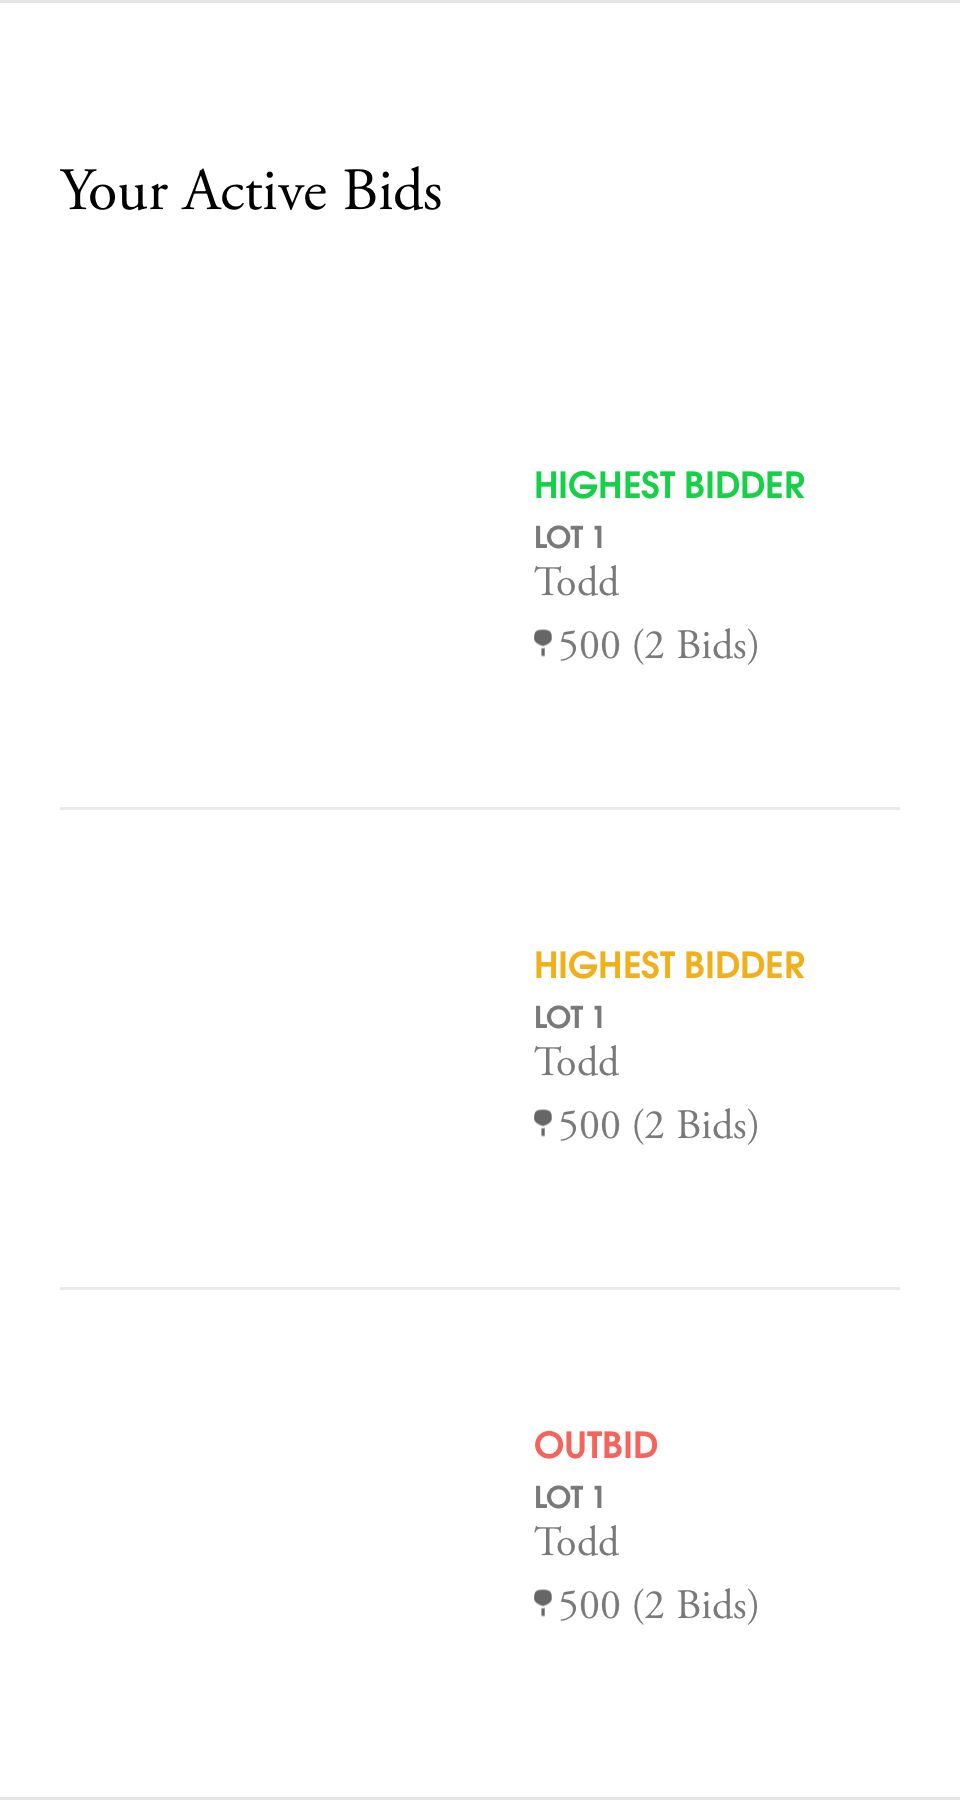 Your Active Bids
HIGHEST BIDDER
LOT 1
Todd
500 (2 Bids)
HIGHEST BIDDER
LOT 1
Todd
500 (2 Bids)
OUTBID
LOT 1
Todd
500 (2 Bids)